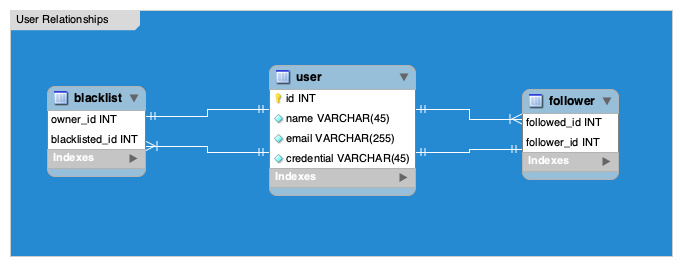 User Relationships
blacklist
owner_id INT
blacklisted_id INT
Indexes
user
id INT
name VARCHAR(45)
email VARCHAR(255)
credential VARCHAR(45)
Indexes
follower
followed_id INT
follower_id INT
Indexes